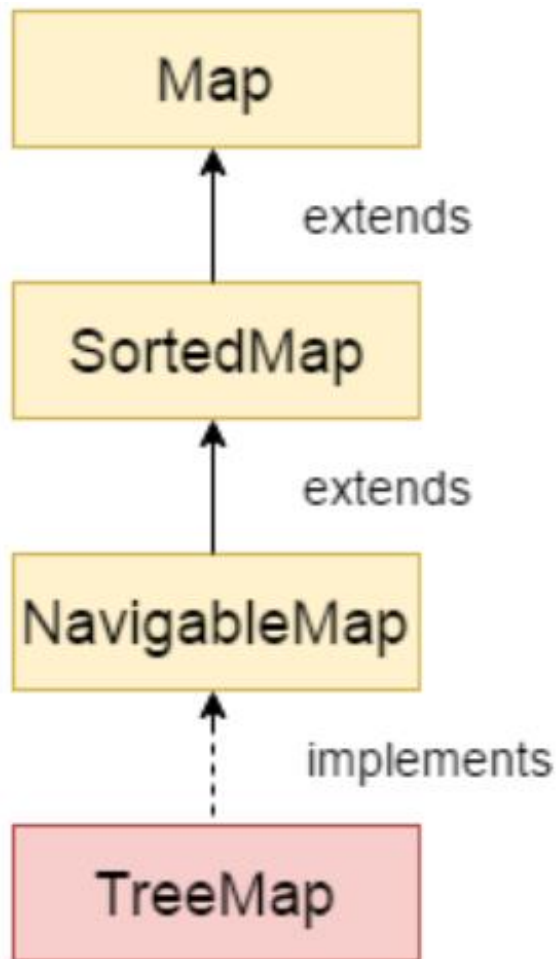 Map
extends
SortedMap
extends
NavigableMap
implements
TreeMap